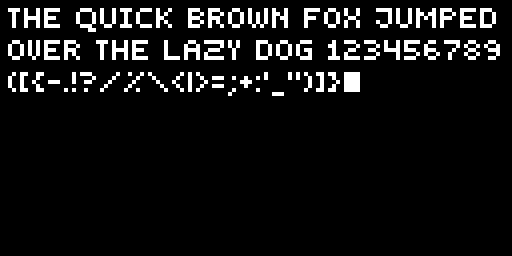 THE QUICK BROWN FOX JUMPED
OVER THE LAZY DOG 123456789
([{-.!?/٪\<|>=;+:'_")]}█